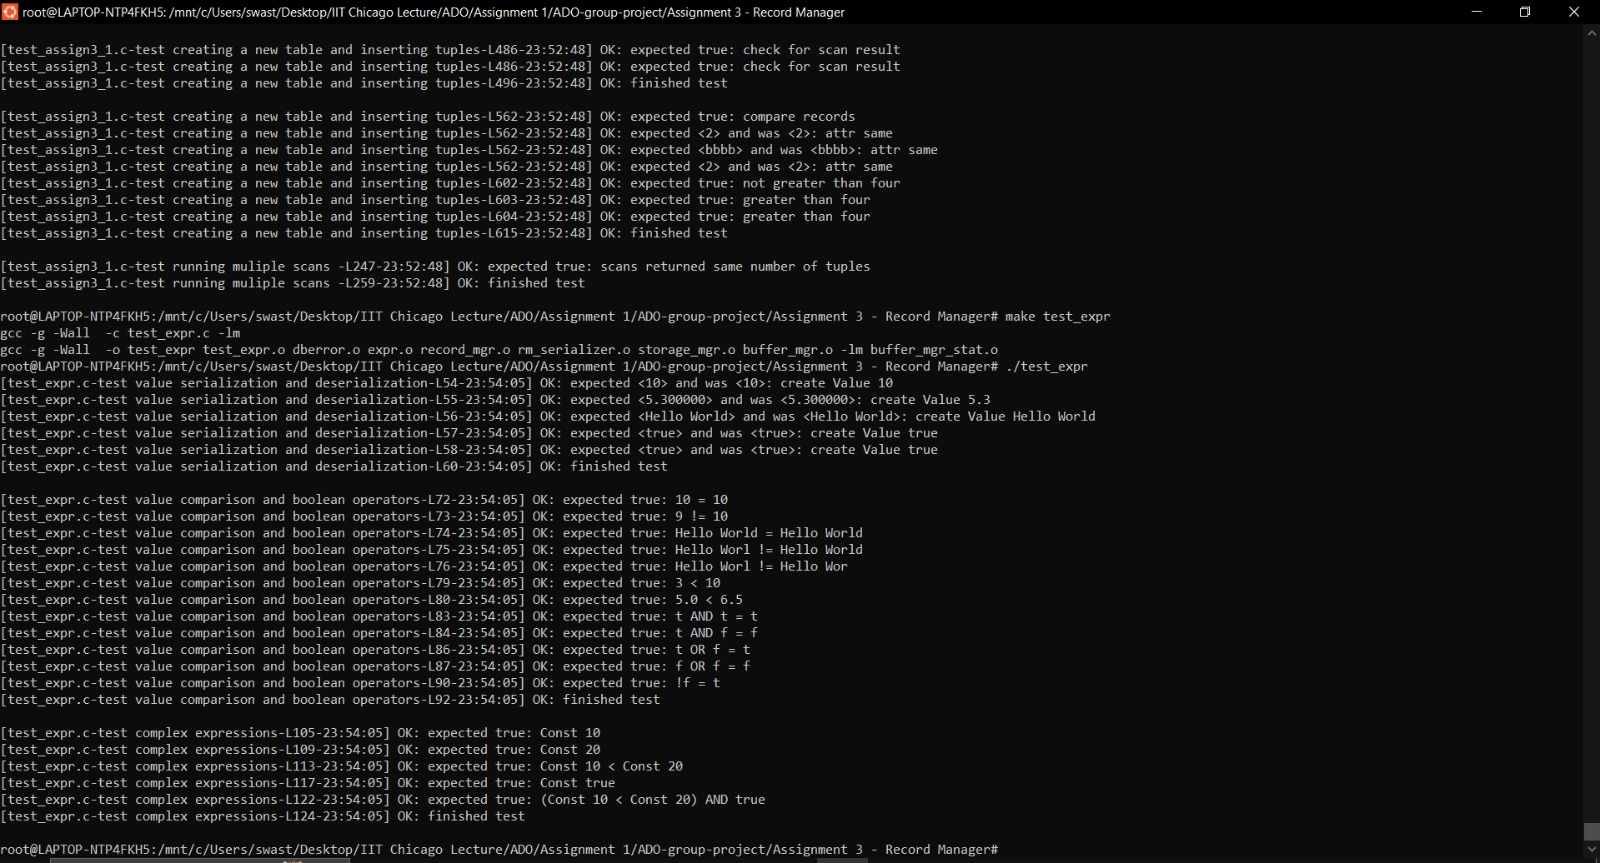 root@LAPTOP-NTP4FKH5: /mnt/c/Users/swast/Desktop/IIT Chicago Lecture/ADO/Assignment 1/ADO-group-project/Assignment 3 - Record Manager
[test_assign3_1.c-test creating a new table and inserting tuples-L486-23:52:48] OK: expected true: check for scan result
[test_assign3_1.c-test creating a new table and inserting tuples-L486-23:52:48] OK: expected true: check for scan result
[test_assign3_1.c-test creating a new table and inserting tuples-L496-23:52:48] OK: finished test
[test_assign3_1.c-test creating a new table and inserting tuples-L562-23:52:48] OK: expected true: compare records
[test_assign3_1.c-test creating a new table and inserting tuples-L562-23:52:48] OK: expected <2> and was <2>: attr same
[test_assign3_1.c-test creating a new table and inserting tuples-L562-23:52:48] OK: expected <bbbb> and was <bbbb>: attr same
[test_assign3_1.c-test creating a new table and inserting tuples-L562-23:52:48] OK: expected <2> and was <2>: attr same
[test_assign3_1.c-test creating a new table and inserting tuples-L602-23:52:48] OK: expected true: not greater than four
[test_assign3_1.c-test creating a new table and inserting tuples-L603-23:52:48] OK: expected true: greater than four
[test_assign3_1.c-test creating a new table and inserting tuples-L604-23:52:48] OK: expected true: greater than four
[test_assign3_1.c-test creating a new table and inserting tuples-L615-23:52:48] OK: finished test
[test_assign3_1.c-test running muliple scans -L247-23:52:48] OK: expected true: scans returned same number of tuples
[test_assign3_1.c-test running muliple scans -L259-23:52:48] OK: finished test
root@LAPTOP-NTP4FKH5:/mnt/c/Users/swast/Desktop/IIT Chicago Lecture/ADO/Assignment 1/ADO-group-project/Assignment 3 - Record Manager# make test_expr
gcc -g -Wall  -c test_expr.c -lm
gcc -g -Wall  -o test_expr test_expr.o dberror.o expr.o record_mgr.o rm_serializer.o storage_mgr.o buffer_mgr.o -lm buffer_mgr_stat.o
root@LAPTOP-NTP4FKH5:/mnt/c/Users/swast/Desktop/IIT Chicago Lecture/ADO/Assignment 1/ADO-group-project/Assignment 3 - Record Manager# ./test_expr
[test_expr.c-test value serialization and deserialization-L54-23:54:05] OK: expected <10> and was <10>: create Value 10
[test_expr.c-test value serialization and deserialization-L55-23:54:05] OK: expected <5.300000> and was <5.300000>: create Value 5.3
[test_expr.c-test value serialization and deserialization-L56-23:54:05] OK: expected <Hello World> and was <Hello World>: create Value Hello World
[test_expr.c-test value serialization and deserialization-L57-23:54:05] OK: expected <true> and was <true>: create Value true
[test_expr.c-test value serialization and deserialization-L58-23:54:05] OK: expected <true> and was <true>: create Value true
[test_expr.c-test value serialization and deserialization-L60-23:54:05] OK: finished test
[test_expr.c-test value comparison and boolean operators-L72-23:54:05] OK: expected true: 10 = 10
[test_expr.c-test value comparison and boolean operators-L73-23:54:05] OK: expected true: 9 != 10
[test_expr.c-test value comparison and boolean operators-L74-23:54:05] OK: expected true: Hello World = Hello World
[test_expr.c-test value comparison and boolean operators-L75-23:54:05] OK: expected true: Hello Worl != Hello World
[test_expr.c-test value comparison and boolean operators-L76-23:54:05] OK: expected true: Hello Worl != Hello Wor
[test_expr.c-test value comparison and boolean operators-L79-23:54:05] OK: expected true: 3 < 10
[test_expr.c-test value comparison and boolean operators-L80-23:54:05] OK: expected true: 5.0 < 6.5
[test_expr.c-test value comparison and boolean operators-L83-23:54:05] OK: expected true: t AND t = t
[test_expr.c-test value comparison and boolean operators-L84-23:54:05] OK: expected true: t AND f = f
[test_expr.c-test value comparison and boolean operators-L86-23:54:05] OK: expected true: t OR f = t
[test_expr.c-test value comparison and boolean operators-L87-23:54:05] OK: expected true: f OR f = f
[test_expr.c-test value comparison and boolean operators-L90-23:54:05] OK: expected true: !f = t
[test_expr.c-test value comparison and boolean operators-L92-23:54:05] OK: finished test
[test_expr.c-test complex expressions-L105-23:54:05] OK: expected true: Const 10
[test_expr.c-test complex expressions-L109-23:54:05] OK: expected true: Const 20
[test_expr.c-test complex expressions-L113-23:54:05] OK: expected true: Const 10 < Const 20
[test_expr.c-test complex expressions-L117-23:54:05] OK: expected true: Const true
[test_expr.c-test complex expressions-L122-23:54:05] OK: expected true: (Const 10 < Const 20) AND true
[test_expr.c-test complex expressions-L124-23:54:05] OK: finished test
root@LAPTOP-NTP4FKH5:/mnt/c/Users/swast/Desktop/IIT Chicago Lecture/ADO/Assignment 1/ADO-group-project/Assignment 3 - Record Manager#